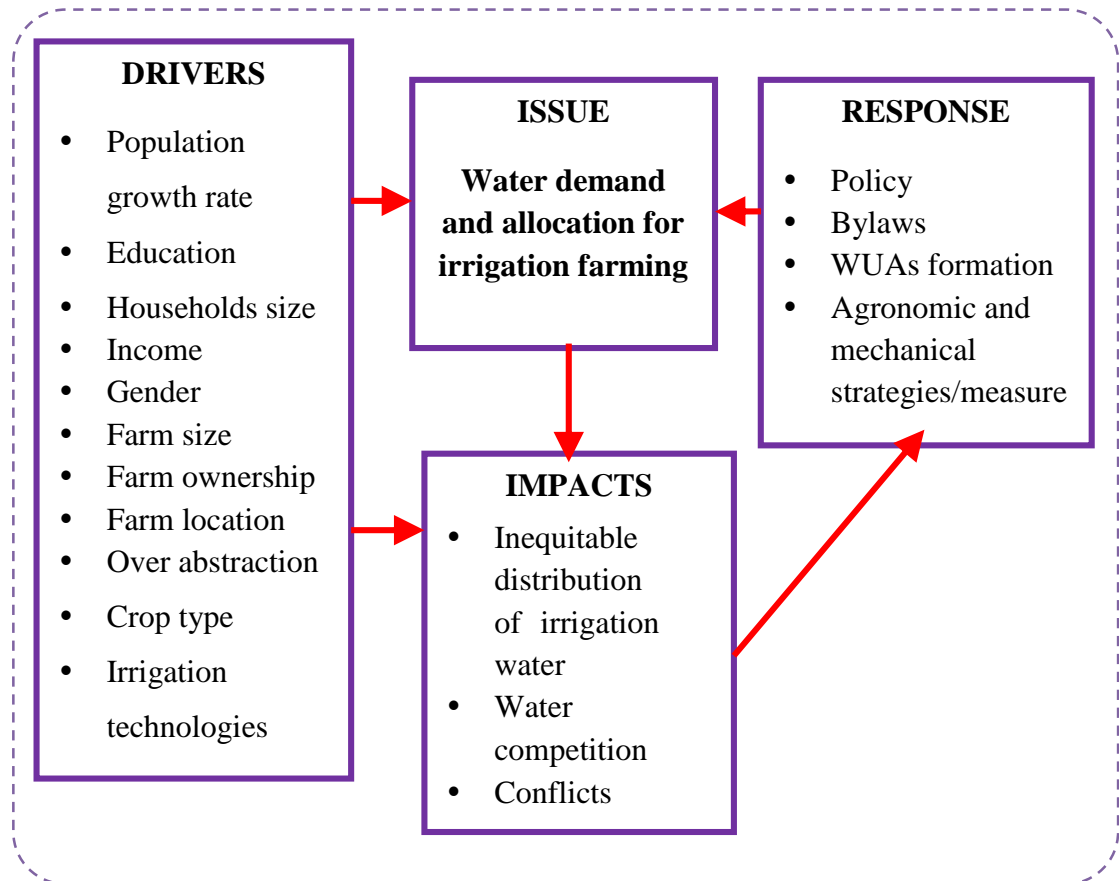 DRIVERS
• Population
growth rate
• Education
• Households size
• Income
• Gender
• Farm size
• Farm ownership
• Farm location
• Over abstraction
• Crop type
• Irrigation
technologies
ISSUE
Water demand
and allocation for
irrigation farming
RESPONSE
• Policy
• Bylaws
• WUAs formation
• Agronomic and
mechanical
strategies/measure
IMPACTS
• Inequitable
distribution
of irrigation
water
• Water
competition
• Conflicts